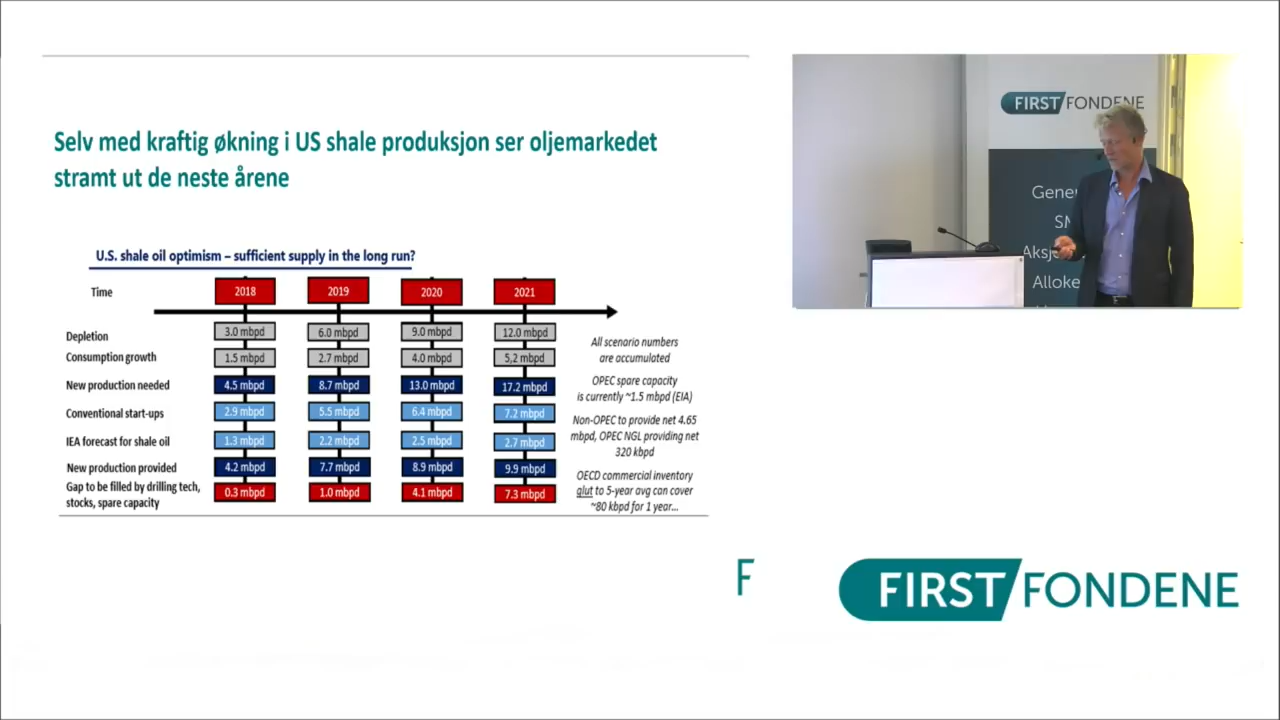 Selv med kraftig økning i US shale produksjon ser oljemarkedet
stramt ut de neste årene
U.S. shale oil optimism – sufficient supply in the long run?
Time 2018 2019 2020 2021
Depletion 3.0 mbpd 6.0 mbpd 9.0 mbpd 12.0 mbpd
Consumption growth 1.5 mbpd 2.7 mbpd 4.0 mbpd 5,2 mbpd
New production needed 4.5 mbpd 8.7 mbpd 13.0 mbpd 17.2 mbpd
Conventional start-ups 2.9 mbpd 5.5 mbpd 6.4 mbpd 7.2 mbpd
IEA forecast for shale oil 1.3 mbpd 2.2 mbpd 2.5 mbpd 2.7 mbpd
New production provided 4.2 mbpd 7.7 mbpd 8.9 mbpd 9.9 mbpd
Gap to be filled by drilling tech,
stocks, spare capacity 0.3 mbpd 1.0 mbpd 4.1 mbpd 7.3 mbpd
All scenario numbers
are accumulated
OPEC spare capacity
is currently ~1.5 mbpd (EIA)
Non-OPEC to provide net 4.65
mbpd, OPEC NGL providing net
320 kbpd
OECD commercial inventory
glut to 5-year avg can cover
~80 kbpd for 1 year...
FIRST FONDENE
Gene
SM
Aksj
Alloke
F
FIRST FONDENE